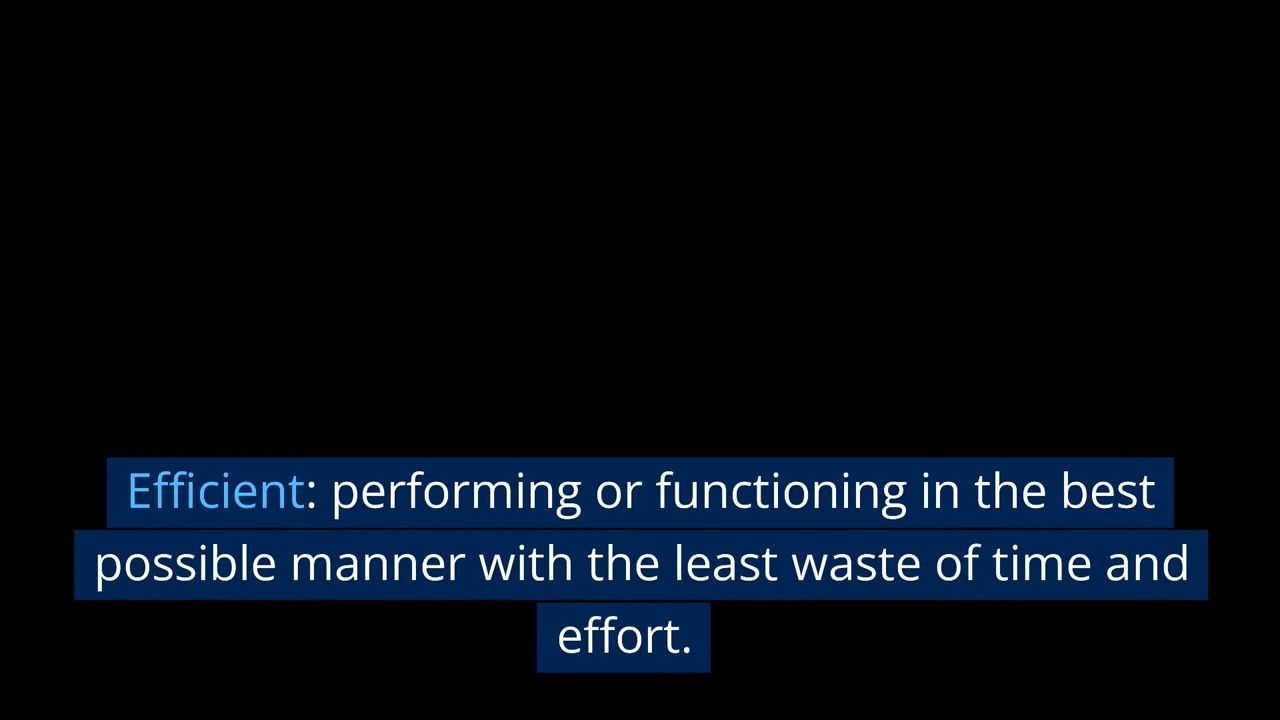 Efficient: performing or functioning in the best
possible manner with the least waste of time and
effort.